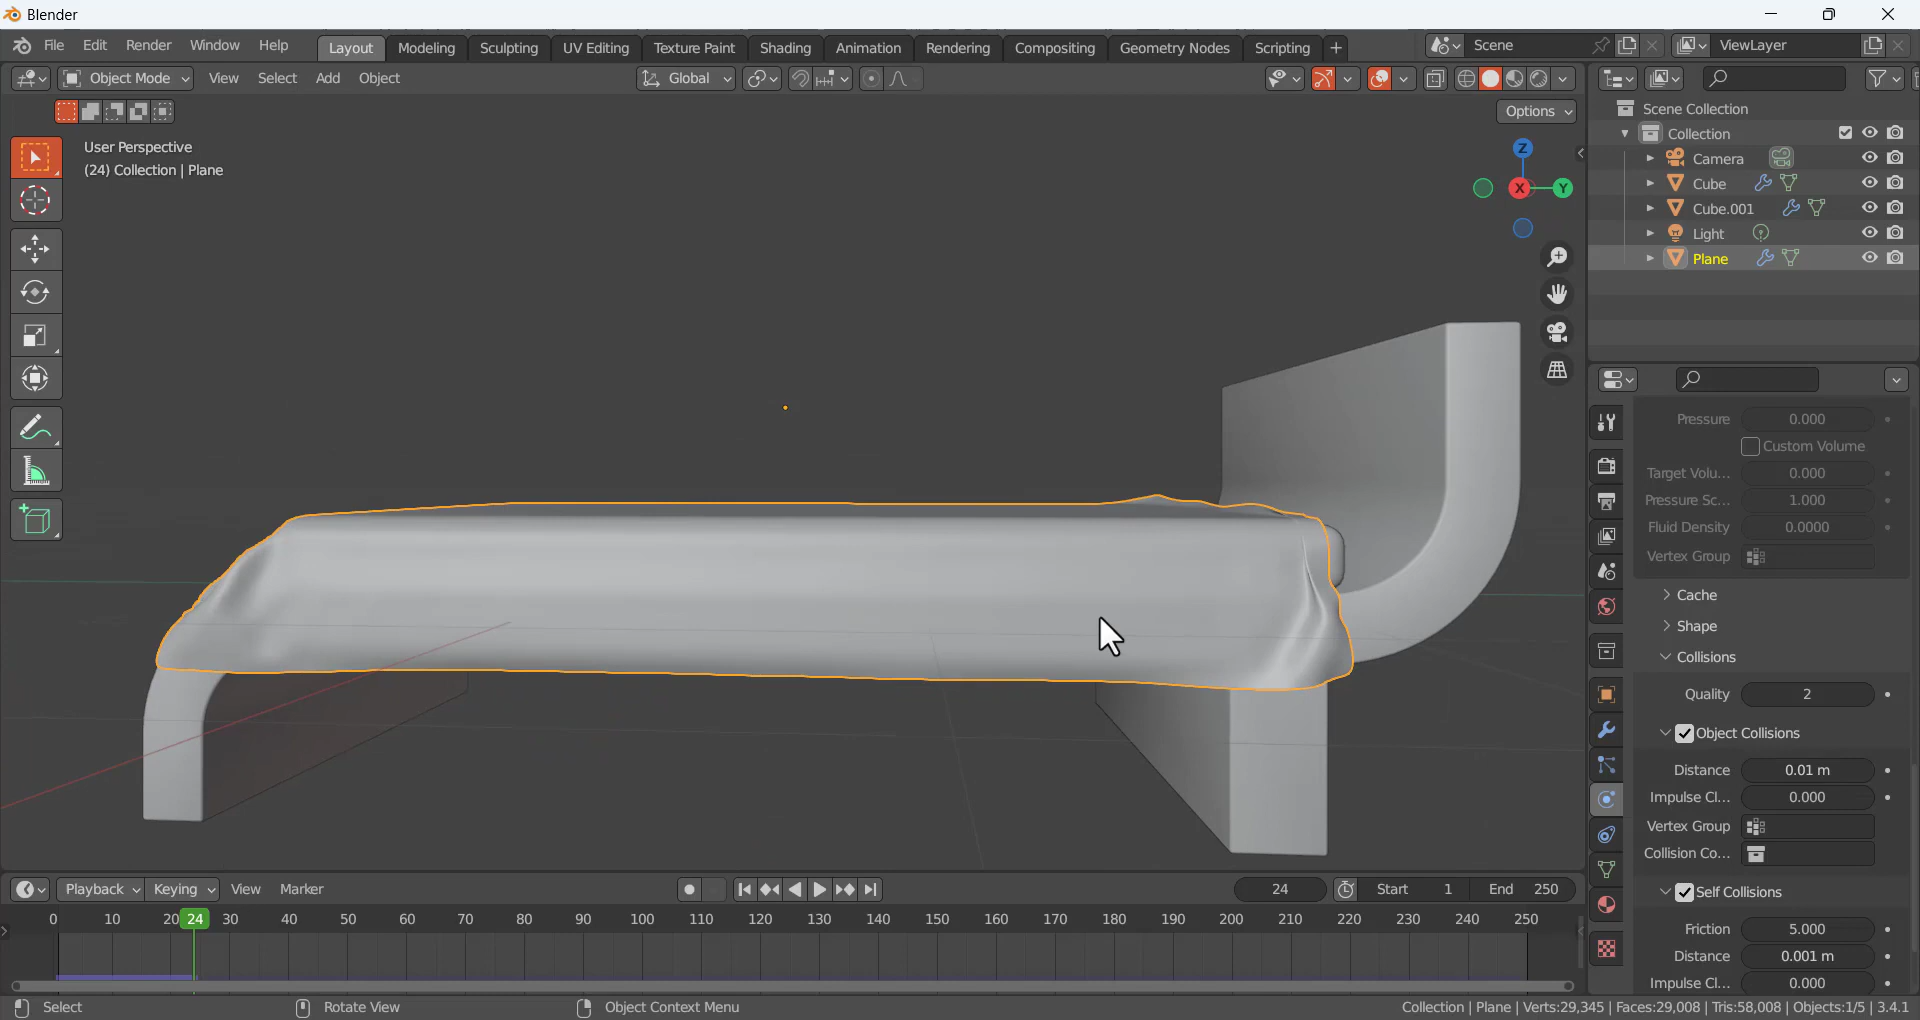 Blender
File Edit Render Window Help Layout Modeling Sculpting UV Editing Texture Paint Shading Animation Rendering Compositing Geometry Nodes Scripting + Scene ViewLayer
Object Mode View Select Add Object Global
Options
User Perspective
(24) Collection | Plane
Z
X
Y
Scene Collection
Collection
Camera
Cube
Cube.001
Light
Plane
Pressure 0.000
Custom Volume
Target Volu... 0.000
Pressure Sc... 1.000
Fluid Density 0.0000
Vertex Group
Cache
Shape
Collisions
Quality 2
Object Collisions
Distance 0.01 m
Impulse Cl... 0.000
Vertex Group
Collision Co...
Self Collisions
Friction 5.000
Distance 0.001 m
Impulse Cl... 0.000
Playback Keying View Marker 24 Start 1 End 250
0 10 20 24 30 40 50 60 70 80 90 100 110 120 130 140 150 160 170 180 190 200 210 220 230 240 250
Select Rotate View Object Context Menu Collection | Plane | Verts:29,345 | Faces:29,008 | Tris:58,008 | Objects:1/5 | 3.4.1